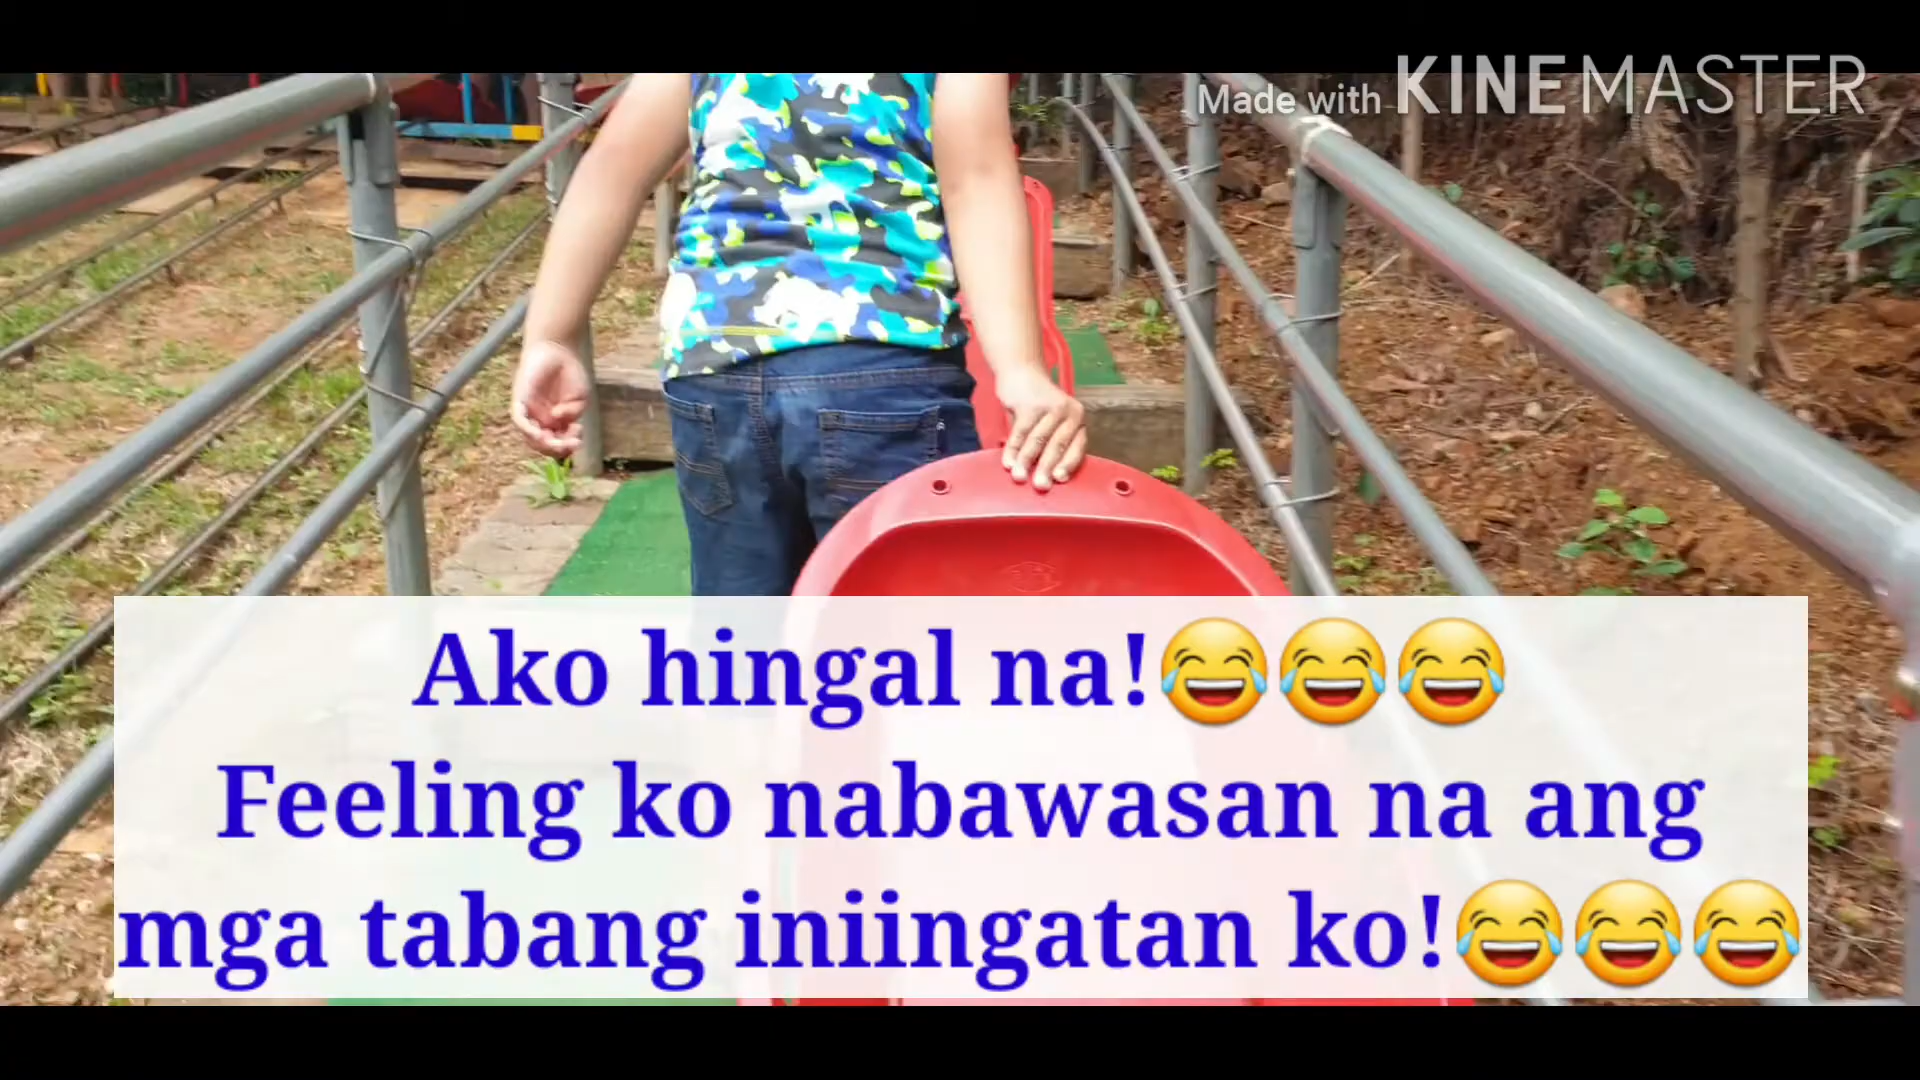 Made with KINEMASTER
Ako hingal na!😂😂😂
Feeling ko nabawasan na ang
mga tabang iniingatan ko!😂😂😂